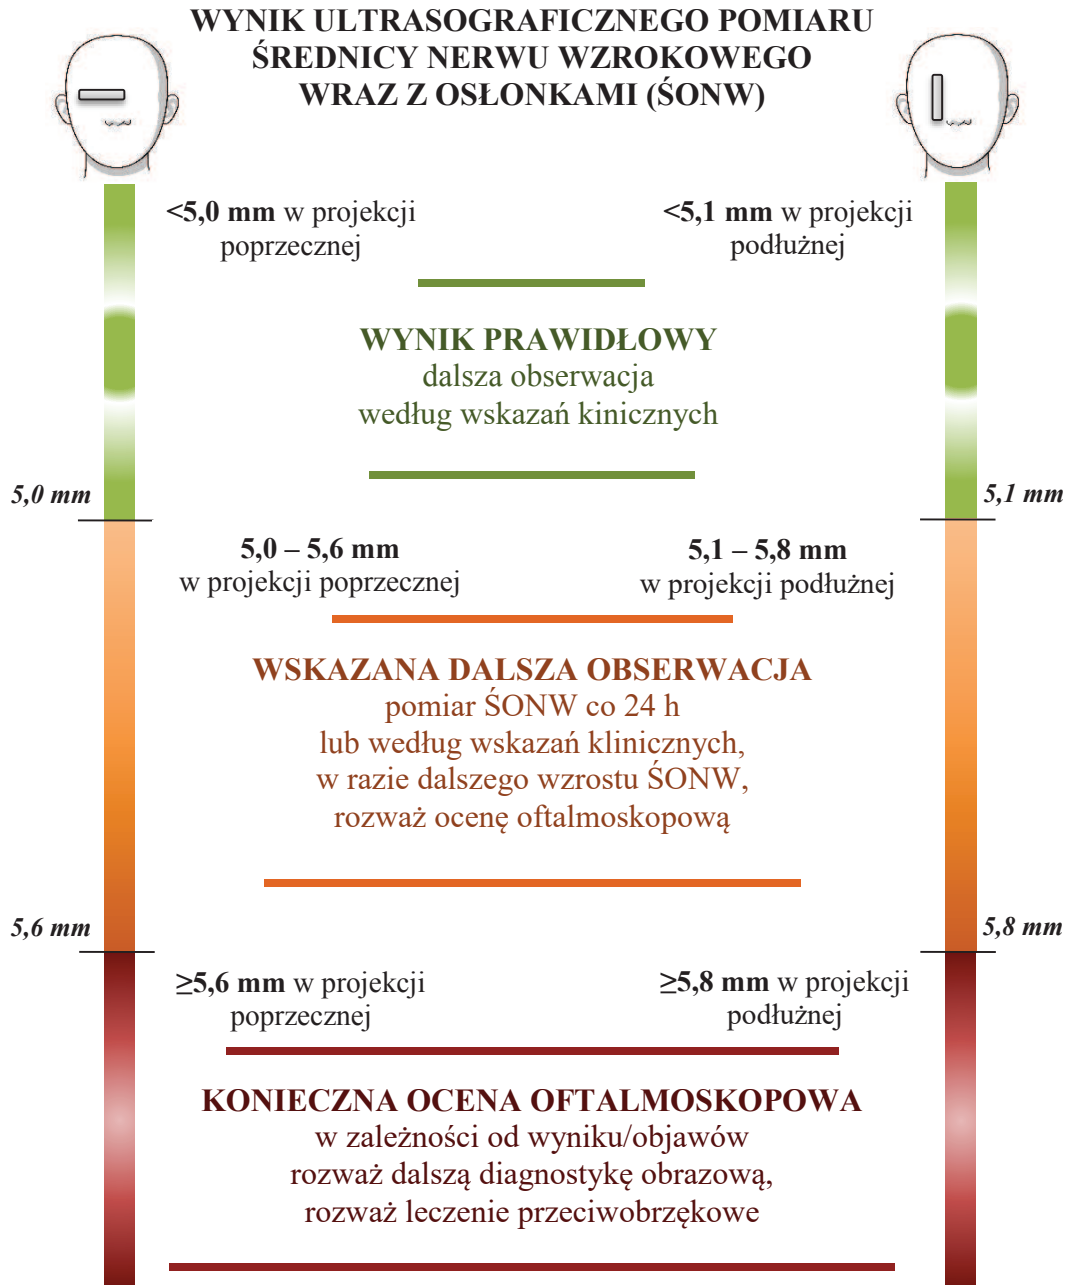 WYNIK ULTRASOGRAFICZNEGO POMIARU
ŚREDNICY NERWU WZROKOWEGO
WRAZ Z OSŁONKAMI (ŚONW)
<5,0 mm w projekcji
poprzecznej
<5,1 mm w projekcji
podłużnej
WYNIK PRAWIDŁOWY
dalsza obserwacja
według wskazań kinicznych
5,0 mm
5,1 mm
5,0 – 5,6 mm
w projekcji poprzecznej
5,1 – 5,8 mm
w projekcji podłużnej
WSKAZANA DALSZA OBSERWACJA
pomiar ŚONW co 24 h
lub według wskazań klinicznych,
w razie dalszego wzrostu ŚONW,
rozważ ocenę oftalmoskopową
5,6 mm
5,8 mm
≥5,6 mm w projekcji
poprzecznej
≥5,8 mm w projekcji
podłużnej
KONIECZNA OCENA OFTALMOSKOPOWA
w zależności od wyniku/objawów
rozważ dalszą diagnostykę obrazową,
rozważ leczenie przeciwobrzękowe